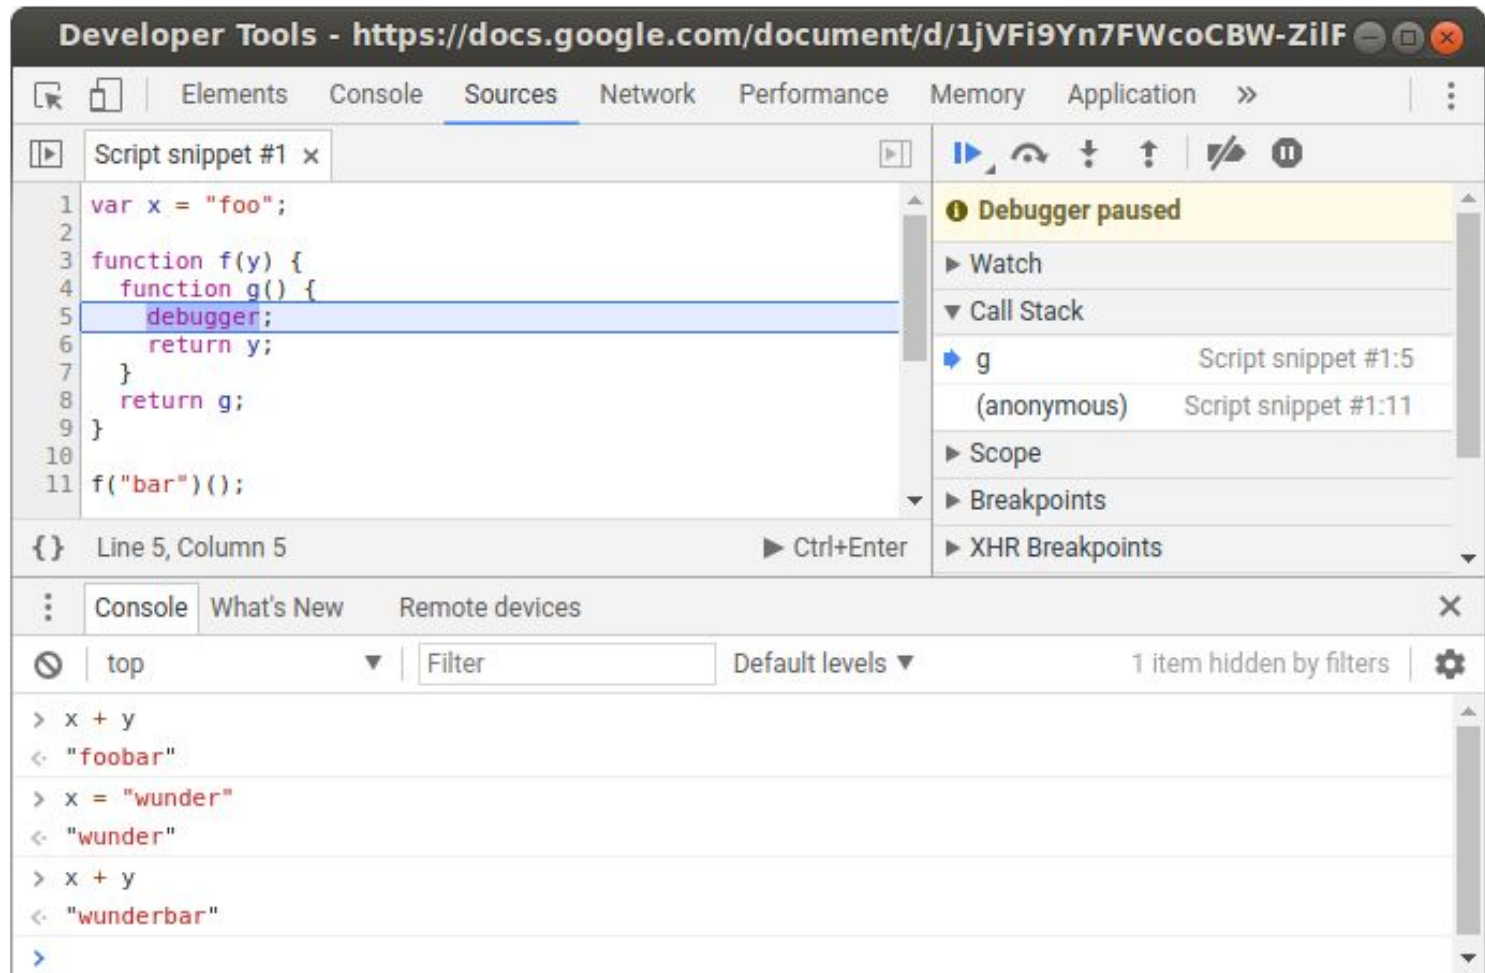 Developer Tools - https://docs.google.com/document/d/1jVFi9Yn7FWcoCBW-ZilF
Elements Console Sources Network Performance Memory Application »
Script snippet #1 ×
1 var x = "foo";
2
3 function f(y) {
4   function g() {
5     debugger;
6     return y;
7   }
8   return g;
9 }
10
11 f("bar")();
{} Line 5, Column 5 ▶ Ctrl+Enter
Debugger paused
▶ Watch
▼ Call Stack
g Script snippet #1:5
(anonymous) Script snippet #1:11
▶ Scope
▶ Breakpoints
▶ XHR Breakpoints
Console What's New Remote devices
top ▼ Filter Default levels ▼ 1 item hidden by filters
> x + y
<· "foobar"
> x = "wunder"
<· "wunder"
> x + y
<· "wunderbar"
>